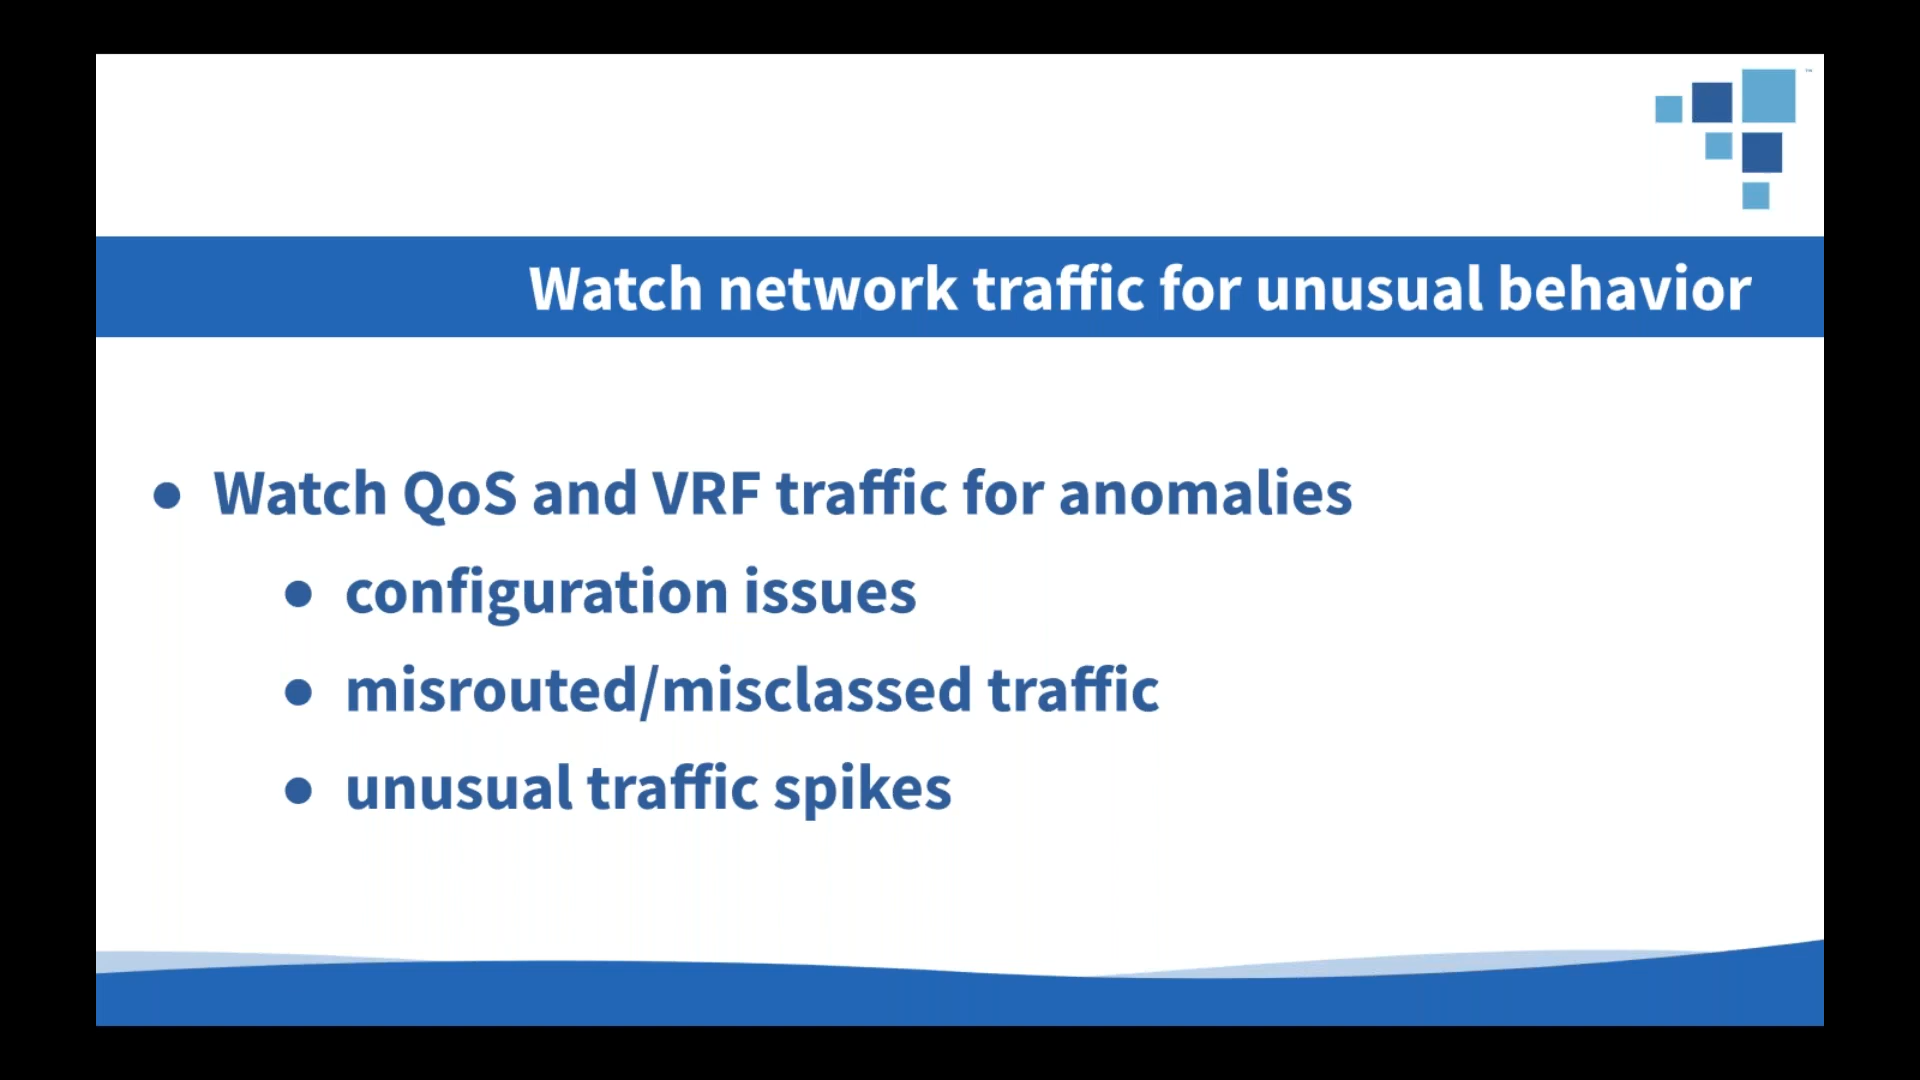 Watch network traffic for unusual behavior
● Watch QoS and VRF traffic for anomalies
● configuration issues
● misrouted/misclassed traffic
● unusual traffic spikes